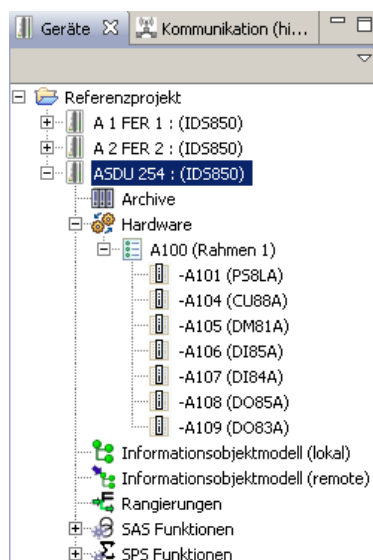 Geräte Kommunikation (hi...
Referenzprojekt
A 1 FER 1 : (IDS850)
A 2 FER 2 : (IDS850)
ASDU 254 : (IDS850)
Archive
Hardware
A100 (Rahmen 1)
-A101 (PS8LA)
-A104 (CU88A)
-A105 (DM81A)
-A106 (DI85A)
-A107 (DI84A)
-A108 (DO85A)
-A109 (DO83A)
Informationsobjektmodell (lokal)
Informationsobjektmodell (remote)
Rangierungen
SAS Funktionen
SPS Funktionen